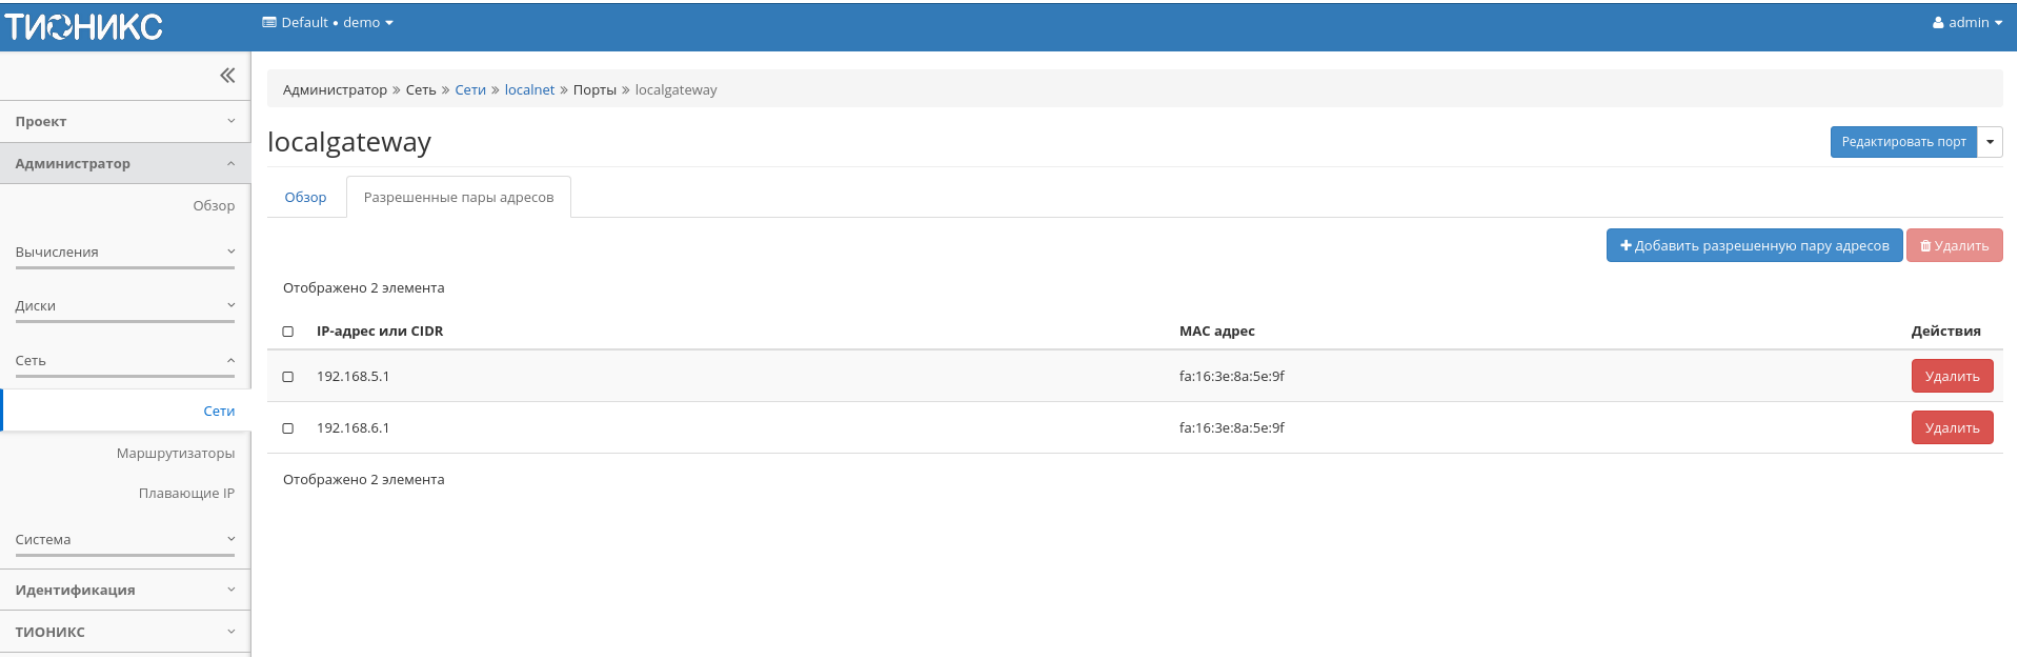 ТИОНИКС
Default • demo
admin
Администратор » Сеть » Сети » localnet » Порты » localgateway
Проект
localgateway
Редактировать порт
Администратор
Обзор
Разрешенные пары адресов
Обзор
Добавить разрешенную пару адресов
Удалить
Вычисления
Отображено 2 элемента
Диски
IP-адрес или CIDR
MAC адрес
Действия
Сеть
192.168.5.1
fa:16:3e:8a:5e:9f
Удалить
Сети
192.168.6.1
fa:16:3e:8a:5e:9f
Удалить
Маршрутизаторы
Отображено 2 элемента
Плавающие IP
Система
Идентификация
ТИОНИКС